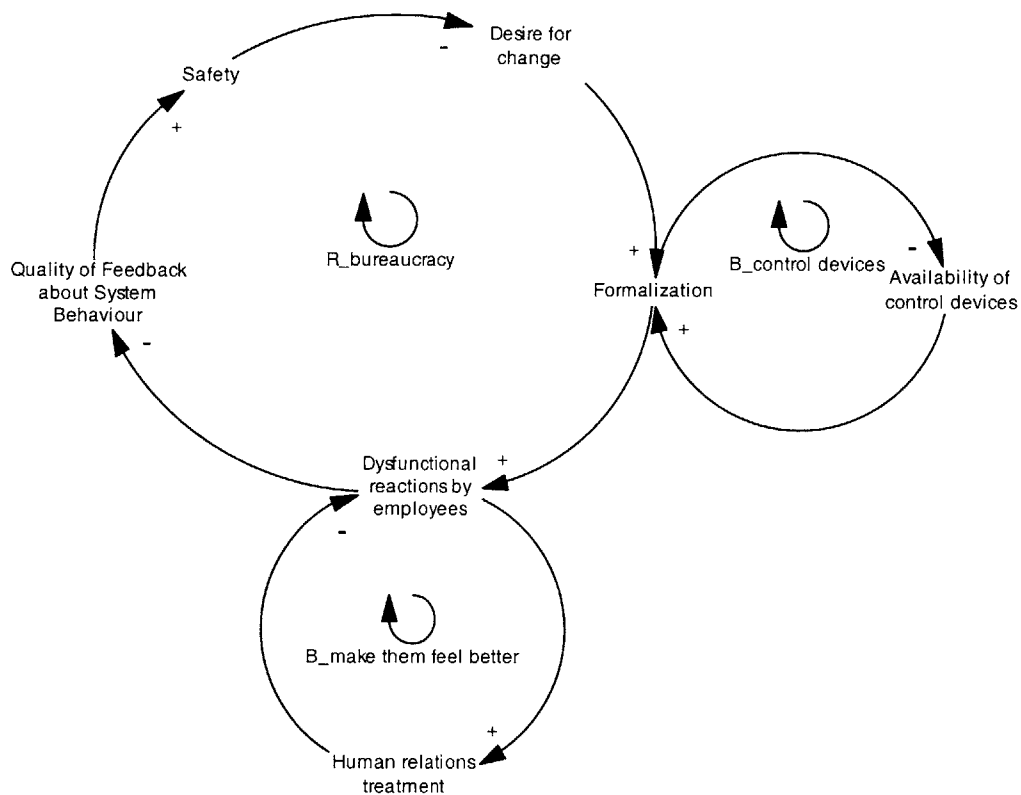 Desire for
change
-
Safety
+
R_bureaucracy
+
Formalization
+
B_control devices
-
Availability of
control devices
Quality of Feedback
about System
Behaviour
-
+
Dysfunctional
reactions by
employees
-
B_make them feel better
+
Human relations
treatment